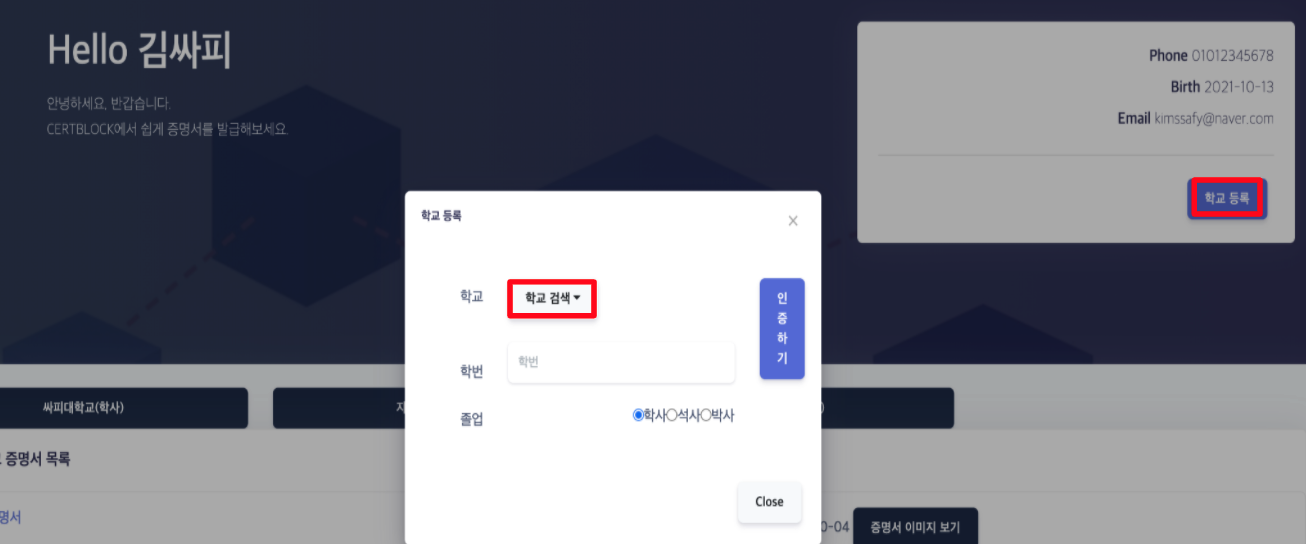 Hello 김싸피
안녕하세요, 반갑습니다.
CERTBLOCK에서 쉽게 증명서를 발급해보세요.
Phone 01012345678
Birth 2021-10-13
Email kimssafy@naver.com
학교 등록
학교 등록
×
학교
학교 검색
인증하기
학번
학번
졸업
학사 석사 박사
Close
싸피대학교(학사)
증명서 목록
명서
0-04
증명서 이미지 보기